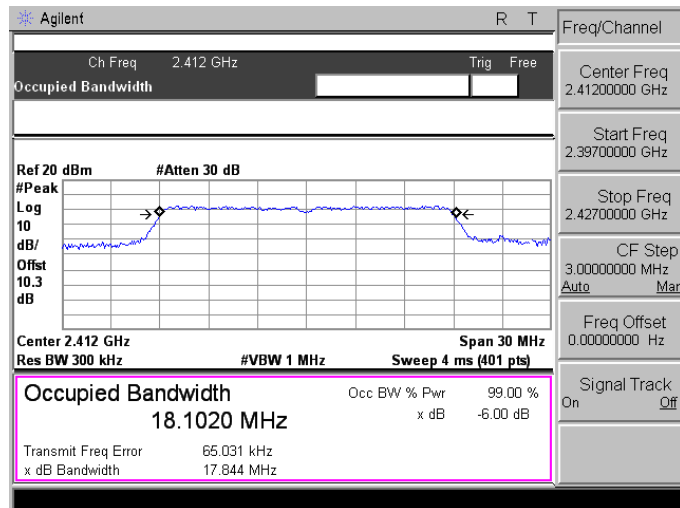 Agilent R T
Ch Freq 2.412 GHz Trig Free
Occupied Bandwidth
Ref 20 dBm #Atten 30 dB
#Peak
Log
10
dB/
Offst
10.3
dB
Center 2.412 GHz Span 30 MHz
Res BW 300 kHz #VBW 1 MHz Sweep 4 ms (401 pts)
Occupied Bandwidth
18.1020 MHz
Occ BW % Pwr 99.00 %
x dB -6.00 dB
Transmit Freq Error 65.031 kHz
x dB Bandwidth 17.844 MHz
Freq/Channel
Center Freq
2.41200000 GHz
Start Freq
2.39700000 GHz
Stop Freq
2.42700000 GHz
CF Step
3.00000000 MHz
Auto Man
Freq Offset
0.00000000 Hz
Signal Track
On Off